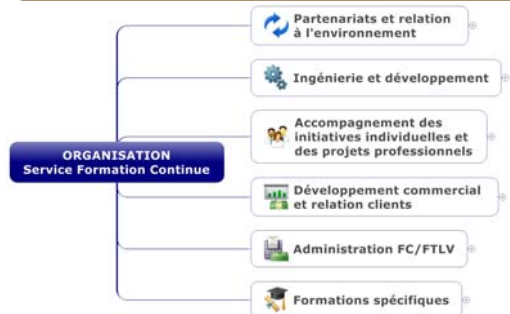 Partenariats et relation
à l'environnement
Ingénierie et développement
Accompagnement des
initiatives individuelles et
des projets professionnels
ORGANISATION
Service Formation Continue
Développement commercial
et relation clients
Administration FC/FTLV
Formations spécifiques